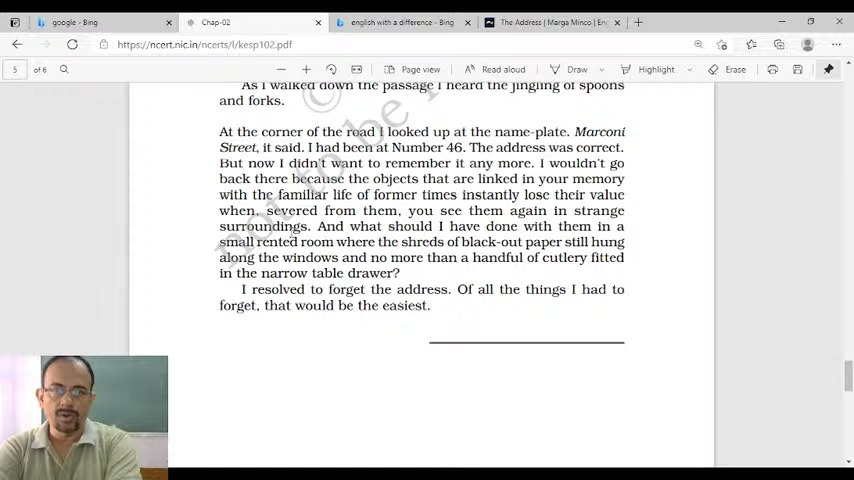 google - Bing
Chap-02
english with a difference - Bing
The Address | Marga Minco | En
https://ncert.nic.in/ncerts/l/kesp102.pdf
5 of 6
Page view
Read aloud
Draw
Highlight
Erase
As I walked down the passage I heard the jingling of spoons
and forks.
At the corner of the road I looked up at the name-plate. Marconi
Street, it said. I had been at Number 46. The address was correct.
But now I didn't want to remember it any more. I wouldn't go
back there because the objects that are linked in your memory
with the familiar life of former times instantly lose their value
when, severed from them, you see them again in strange
surroundings. And what should I have done with them in a
small rented room where the shreds of black-out paper still hung
along the windows and no more than a handful of cutlery fitted
in the narrow table drawer?
I resolved to forget the address. Of all the things I had to
forget, that would be the easiest.
©
not to be r